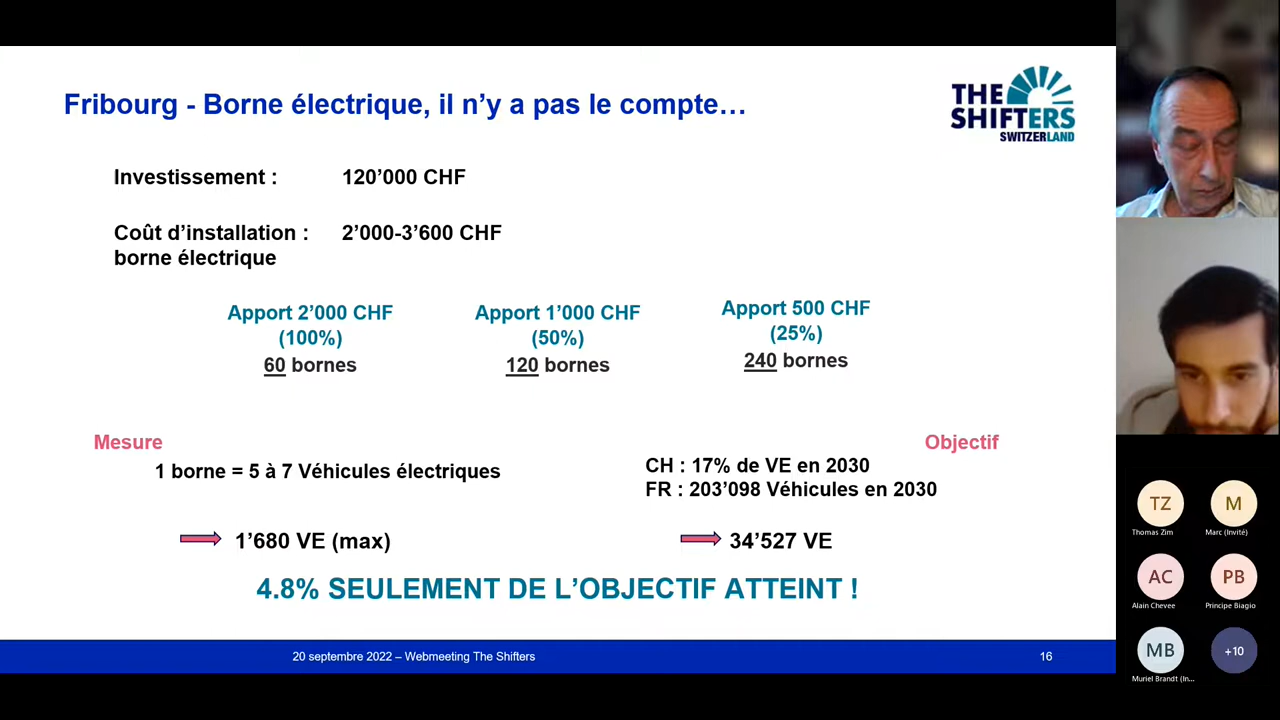 Fribourg - Borne électrique, il n’y a pas le compte…
THE
SHIFTERS
SWITZERLAND
Investissement : 120’000 CHF
Coût d’installation : 2’000-3’600 CHF
borne électrique
Apport 2’000 CHF
(100%)
60 bornes
Apport 1’000 CHF
(50%)
120 bornes
Apport 500 CHF
(25%)
240 bornes
Mesure
1 borne = 5 à 7 Véhicules électriques
1’680 VE (max)
Objectif
CH : 17% de VE en 2030
FR : 203’098 Véhicules en 2030
34’527 VE
4.8% SEULEMENT DE L’OBJECTIF ATTEINT !
20 septembre 2022 – Webmeeting The Shifters
16
TZ
Thomas Zim
M
Marc (Invité)
AC
Alain Chevee
PB
Principe Biagio
MB
Muriel Brandt (In...
+10